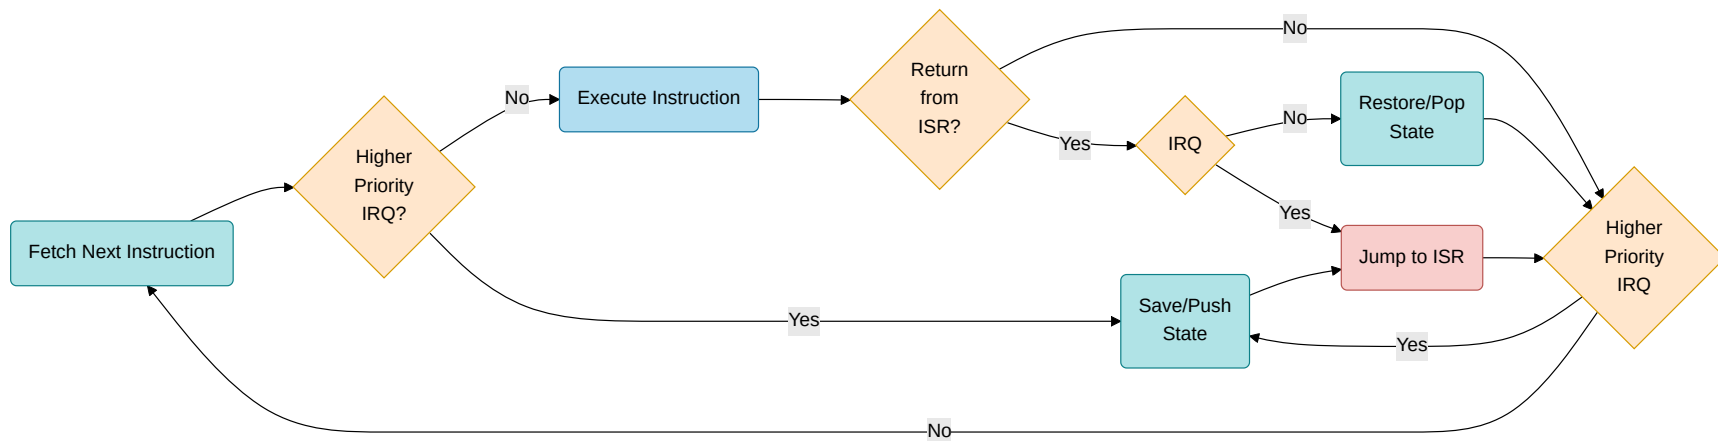 Fetch Next Instruction
Higher
Priority
IRQ?
No
Yes
Execute Instruction
Return
from
ISR?
No
Yes
IRQ
No
Yes
Restore/Pop
State
Jump to ISR
Save/Push
State
Higher
Priority
IRQ
Yes
No